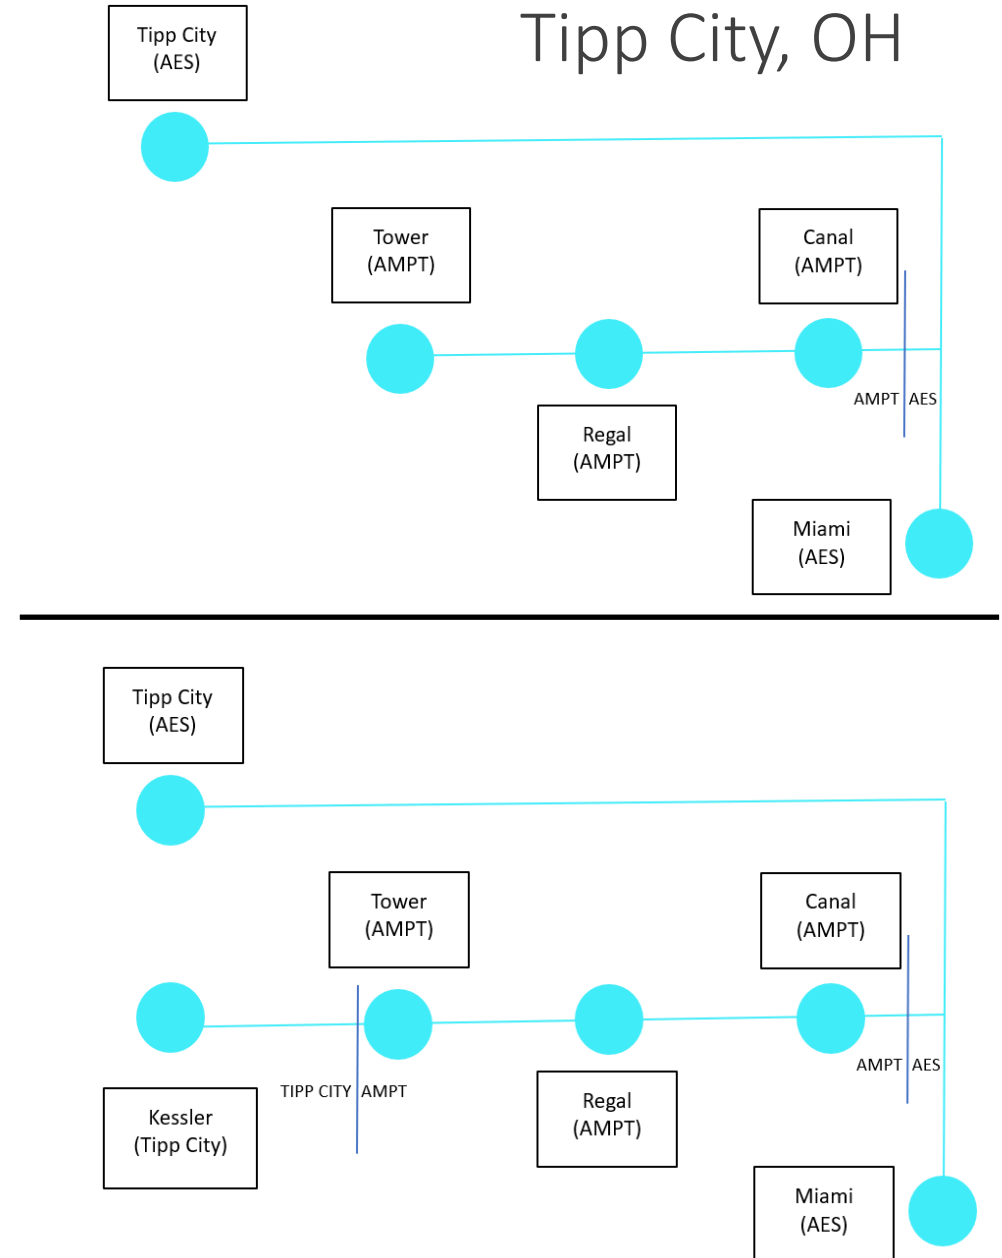 Tipp City, OH
Tipp City
(AES)
Tower
(AMPT)
Canal
(AMPT)
AMPT AES
Regal
(AMPT)
Miami
(AES)
Tipp City
(AES)
Tower
(AMPT)
Canal
(AMPT)
AMPT AES
TIPP CITY AMPT
Kessler
(Tipp City)
Regal
(AMPT)
Miami
(AES)